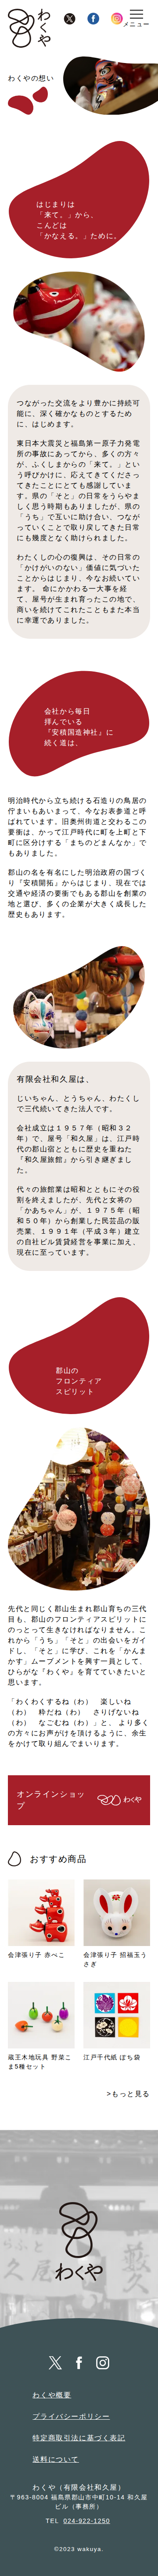 わくや
メニュー
わくやの想い
はじまりは
「来て。」から、
こんどは
「かなえる。」ために。
つながった交流をより豊かに持続可
能に、深く確かなものとするため
に、はじめます。
東日本大震災と福島第一原子力発電
所の事故にあってから、多くの方々
が、ふくしまからの「来て。」とい
う呼びかけに、応えてきてくださっ
てきたことにとても感謝していま
す。県の「そと」の日常をうらやま
しく思う時期もありましたが、県の
「うち」で互いに助け合い、つなが
っていくことで取り戻してきた日常
にも幾度となく助けられました。
わたくしの心の復興は、その日常の
「かけがいのない」価値に気づいた
ことからはじまり、今なお続いてい
ます。 命にかかわる一大事を経
て、屋号が生まれ育ったこの地で、
商いを続けてこれたこともまた本当
に幸運でありました。
会社から毎日
拝んでいる
『安積国造神社』に
続く道は、
明治時代から立ち続ける石造りの鳥居の
佇まいもあいまって、今なお表参道と呼
ばれています。旧奥州街道と交わるこの
要衝は、かって江戸時代に町を上町と下
町に区分けする「まちのどまんなか」で
もありました。
郡山の名を有名にした明治政府の国づく
り『安積開拓』からはじまり、現在では
交通や経済の要衝でもある郡山を創業の
地と選び、多くの企業が大きく成長した
歴史もあります。
有限会社和久屋は、
じいちゃん、とうちゃん、わたくし
で三代続いてきた法人です。
会社成立は１９５７年（昭和３２
年）で、屋号「和久屋」は、江戸時
代の郡山宿とともに歴史を重ねた
『和久屋旅館』から引き継ぎまし
た。
代々の旅館営業は昭和とともにその役
割を終えましたが、先代と女将の
「かあちゃん」が、１９７５年（昭
和５０年）から創業した民芸品の販
売業、１９９１年（平成３年）建立
の自社ビル賃貸経営を事業に加え、
現在に至っています。
郡山の
フロンティア
スピリット
先代と同じく郡山生まれ郡山育ちの三代
目も、郡山のフロンティアスピリットに
のっとって生きなければなりません。こ
れから「うち」「そと」の出会いをガイ
ドし、「そと」に学び、これを「かんえ
かす」ムーブメントを興す一員として、
ひらがな『わくや』を育てていきたいと
思います。
「わくわくするね（わ）　楽しいね
（わ）　粋だね（わ）　さりげないね
（わ）　なごむね（わ）」と、より多く
の方々にお声がけを頂けるように、余生
をかけて取り組んでまいります。
オンラインショッ
プ
わくや
おすすめ商品
会津張り子 赤べこ
会津張り子 招福玉う
さぎ
蔵王木地玩具 野菜こ
ま5種セット
江戸千代紙 ぽち袋
>もっと見る
わくや
わくや概要
プライバシーポリシー
特定商取引法に基づく表記
送料について
わくや（有限会社和久屋）
〒963-8004 福島県郡山市中町10-14 和久屋
ビル（事務所）
TEL 024-922-1250
©2023 wakuya.